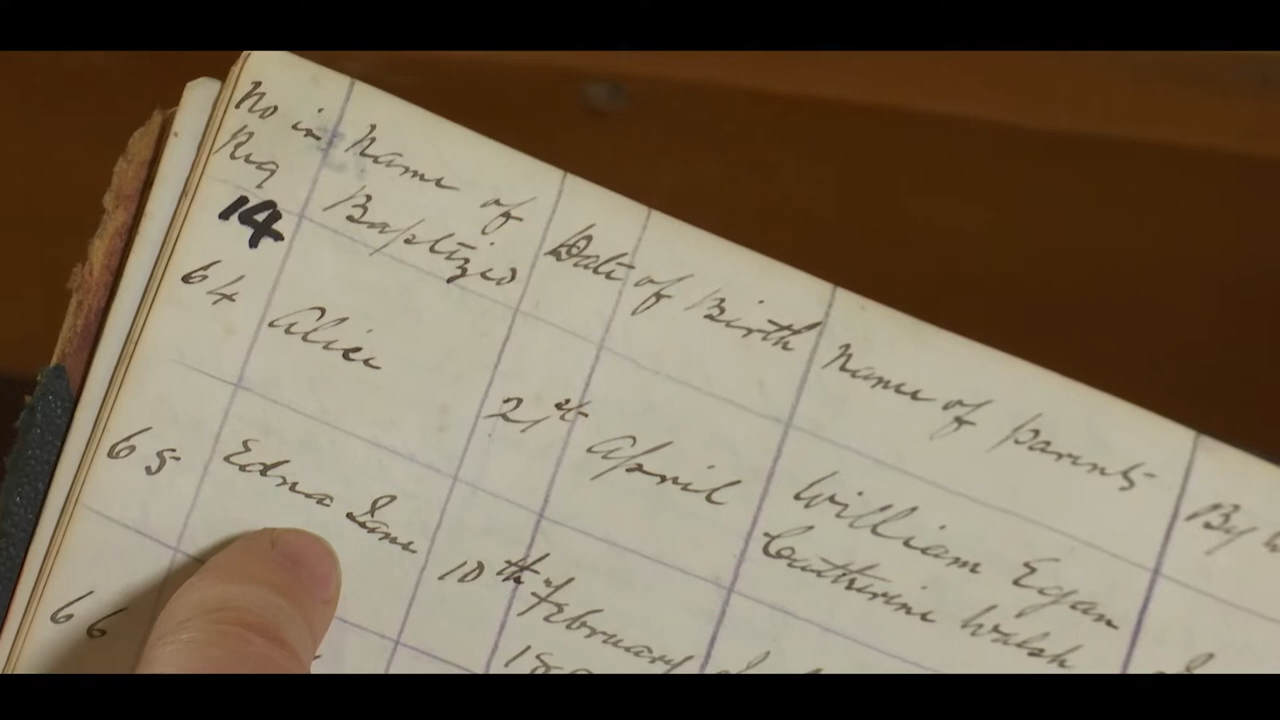 No in Name of Date of Birth Name of parents By
Reg Baptized
14
64 Alice 21st April William Egan
Catherine Walsh
65 Edna Jane 10th of February
66